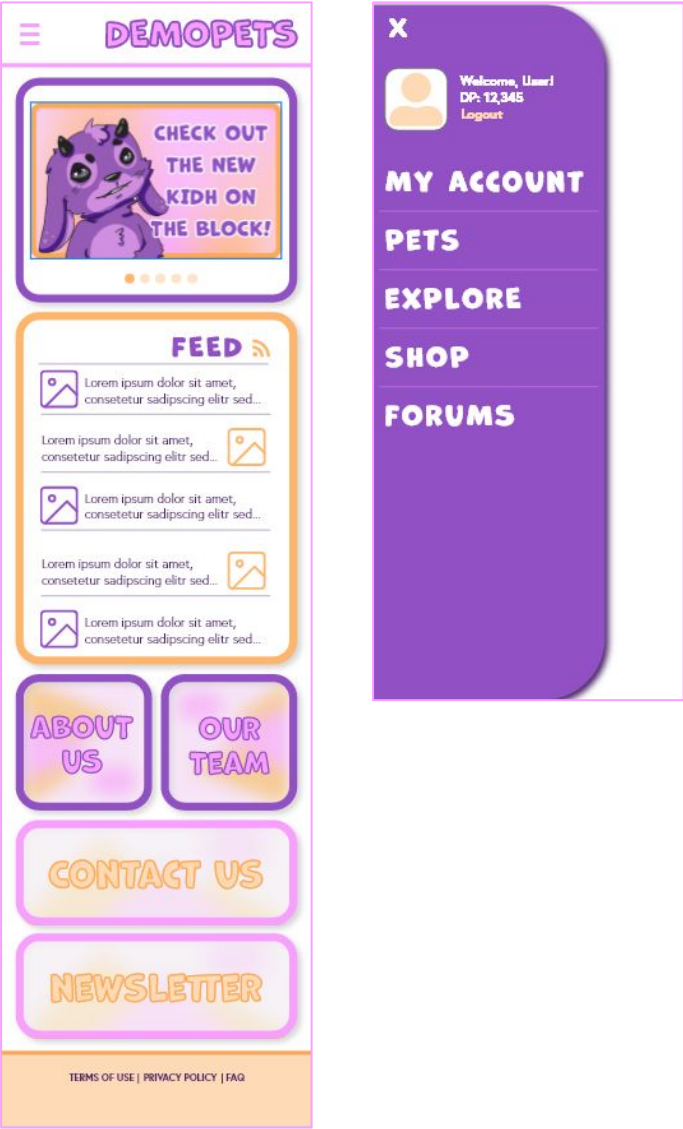 DEMOPETS
CHECK OUT
THE NEW
KIDH ON
THE BLOCK!
FEED
Lorem ipsum dolor sit amet,
consetetur sadipscing elitr sed...
Lorem ipsum dolor sit amet,
consetetur sadipscing elitr sed...
Lorem ipsum dolor sit amet,
consetetur sadipscing elitr sed...
Lorem ipsum dolor sit amet,
consetetur sadipscing elitr sed...
Lorem ipsum dolor sit amet,
consetetur sadipscing elitr sed...
ABOUT
US
OUR
TEAM
CONTACT US
NEWSLETTER
TERMS OF USE | PRIVACY POLICY | FAQ
X
Welcome, User!
DP: 12,345
Logout
MY ACCOUNT
PETS
EXPLORE
SHOP
FORUMS